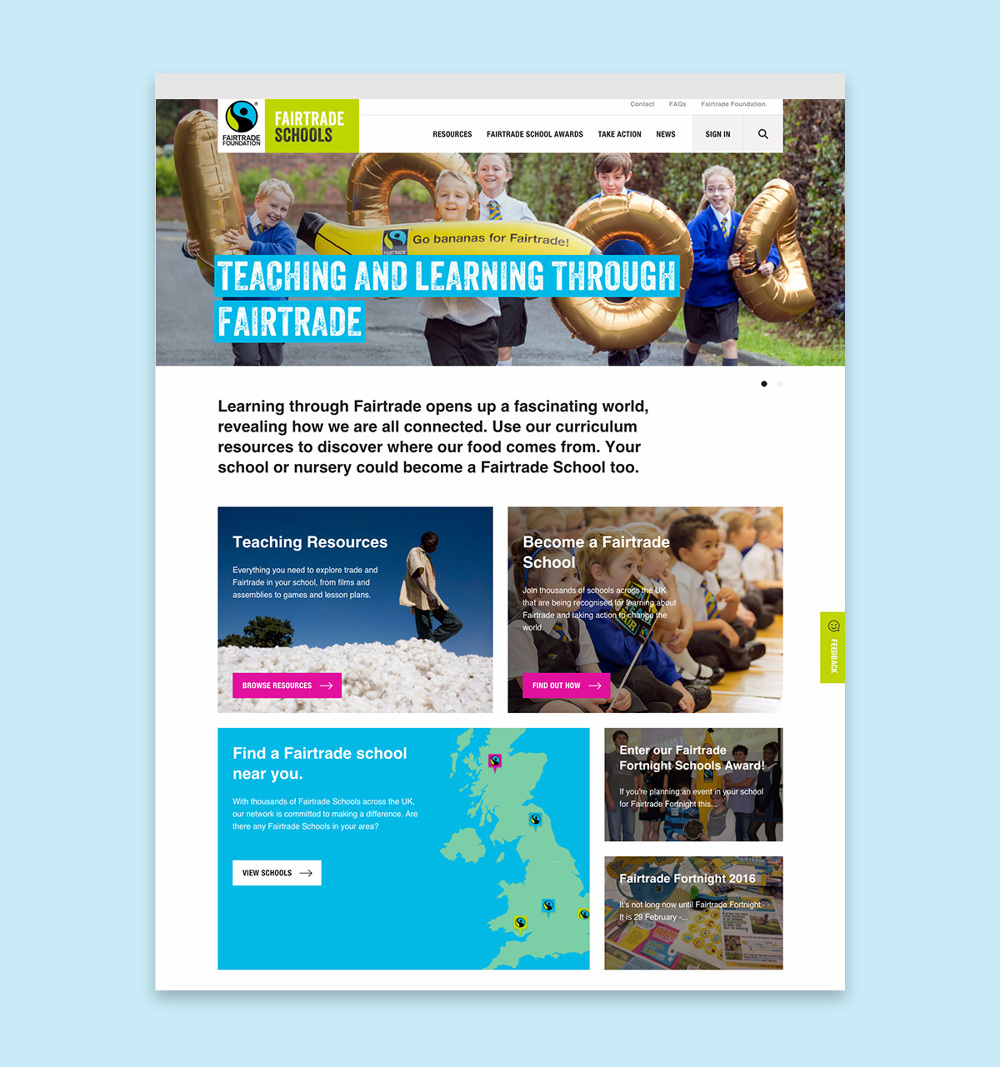 Contact FAQs Fairtrade Foundation
FAIRTRADE
FOUNDATION
FAIRTRADE
SCHOOLS
RESOURCES FAIRTRADE SCHOOL AWARDS TAKE ACTION NEWS SIGN IN
Go bananas for Fairtrade!
FAIRTRADE
TEACHING AND LEARNING THROUGH
FAIRTRADE
Learning through Fairtrade opens up a fascinating world,
revealing how we are all connected. Use our curriculum
resources to discover where our food comes from. Your
school or nursery could become a Fairtrade School too.
Teaching Resources
Everything you need to explore trade and
Fairtrade in your school, from films and
assemblies to games and lesson plans.
BROWSE RESOURCES
Become a Fairtrade
School
Join thousands of schools across the UK
that are being recognised for learning about
Fairtrade and taking action to change the
world.
FIND OUT HOW
FEEDBACK
Find a Fairtrade school
near you.
With thousands of Fairtrade Schools across the UK,
our network is committed to making a difference. Are
there any Fairtrade Schools in your area?
VIEW SCHOOLS
Enter our Fairtrade
Fortnight Schools Award!
If you're planning an event in your school
for Fairtrade Fortnight this...
Fairtrade Fortnight 2016
It's not long now until Fairtrade Fortnight.
It is 29 February -...